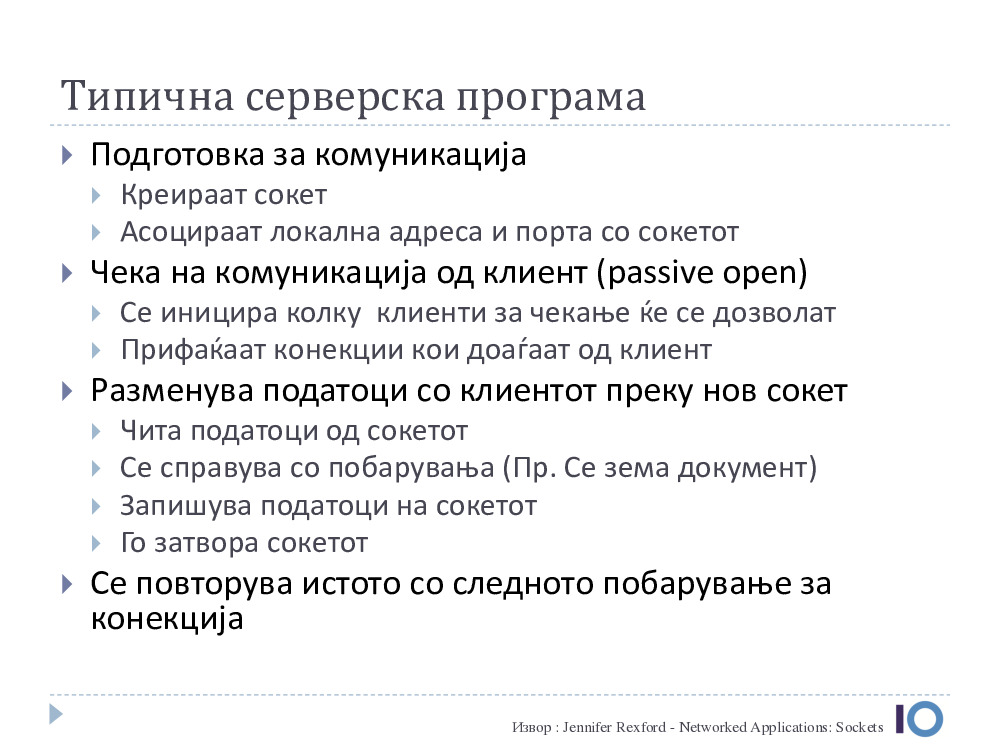 Типична серверска програма
Подготовка за комуникација
Креираат сокет
Асоцираат локална адреса и порта со сокетот
Чека на комуникација од клиент (passive open)
Се иницира колку клиенти за чекање ќе се дозволат
Прифаќаат конекции кои доаѓаат од клиент
Разменува податоци со клиентот преку нов сокет
Чита податоци од сокетот
Се справува со побарувања (Пр. Се зема документ)
Запишува податоци на сокетот
Го затвора сокетот
Се повторува истото со следното побарување за
конекција
Извор : Jennifer Rexford - Networked Applications: Sockets